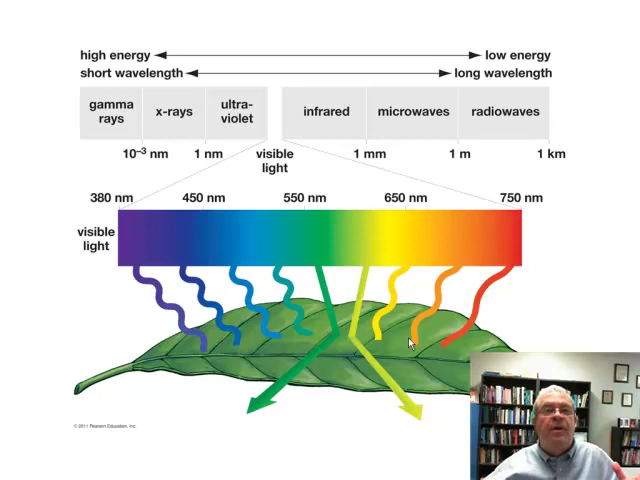 high energy low energy
short wavelength long wavelength
gamma rays x-rays ultra-violet infrared microwaves radiowaves
10–3 nm 1 nm visible light 1 mm 1 m 1 km
380 nm 450 nm 550 nm 650 nm 750 nm
visible light
© 2011 Pearson Education, Inc.